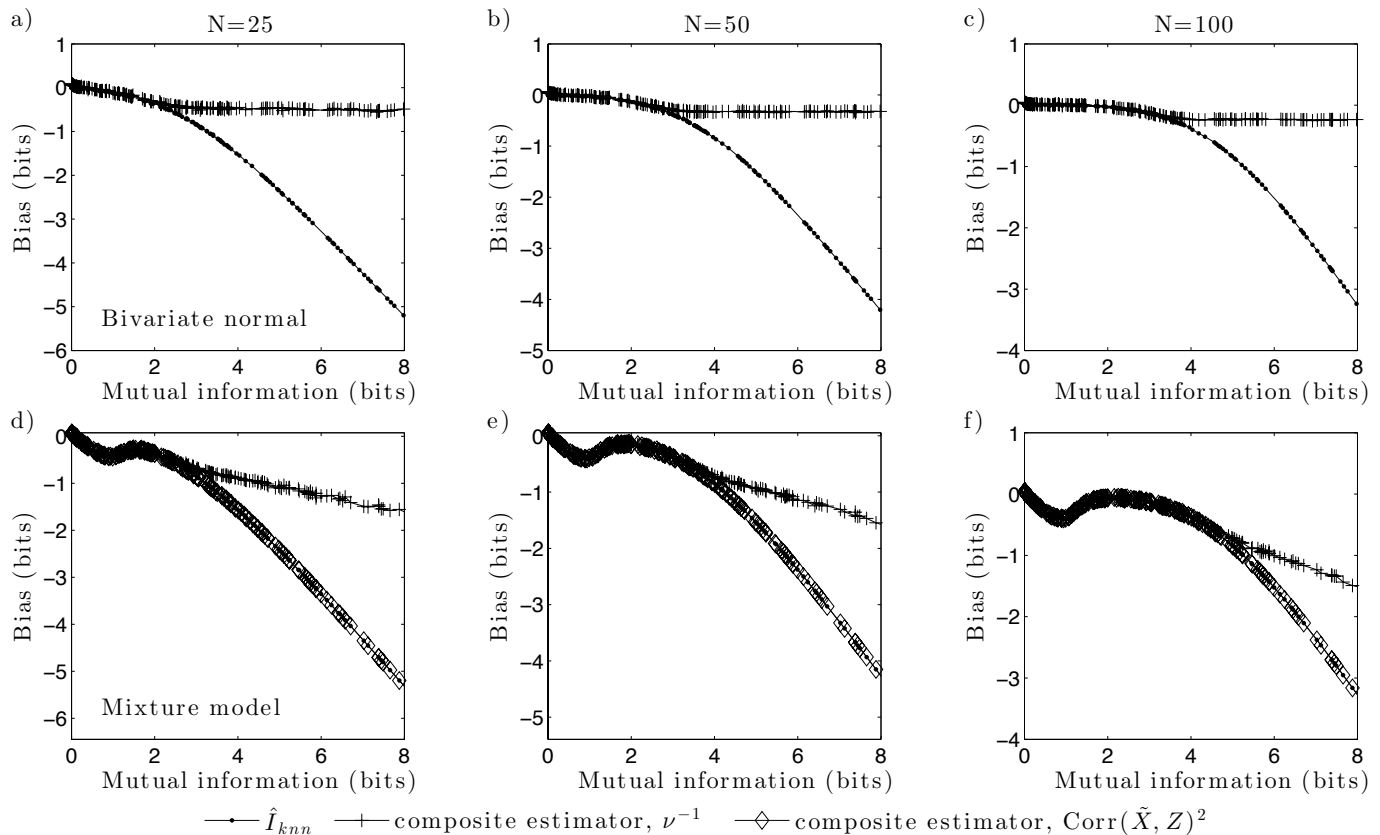 a) N=25
b) N=50
c) N=100
1
0
−1
−2
−3
−4
−5
−6
Bias (bits)
Bivariate normal
0 2 4 6 8
Mutual information (bits)
1
0
−1
−2
−3
−4
−5
Bias (bits)
0 2 4 6 8
Mutual information (bits)
1
0
−1
−2
−3
−4
Bias (bits)
0 2 4 6 8
Mutual information (bits)
d)
0
−1
−2
−3
−4
−5
−6
Bias (bits)
Mixture model
0 2 4 6 8
Mutual information (bits)
e)
0
−1
−2
−3
−4
−5
Bias (bits)
0 2 4 6 8
Mutual information (bits)
f)
1
0
−1
−2
−3
−4
Bias (bits)
0 2 4 6 8
Mutual information (bits)
Î_knn composite estimator, ν⁻¹ composite estimator, Corr(X̃, Z)²